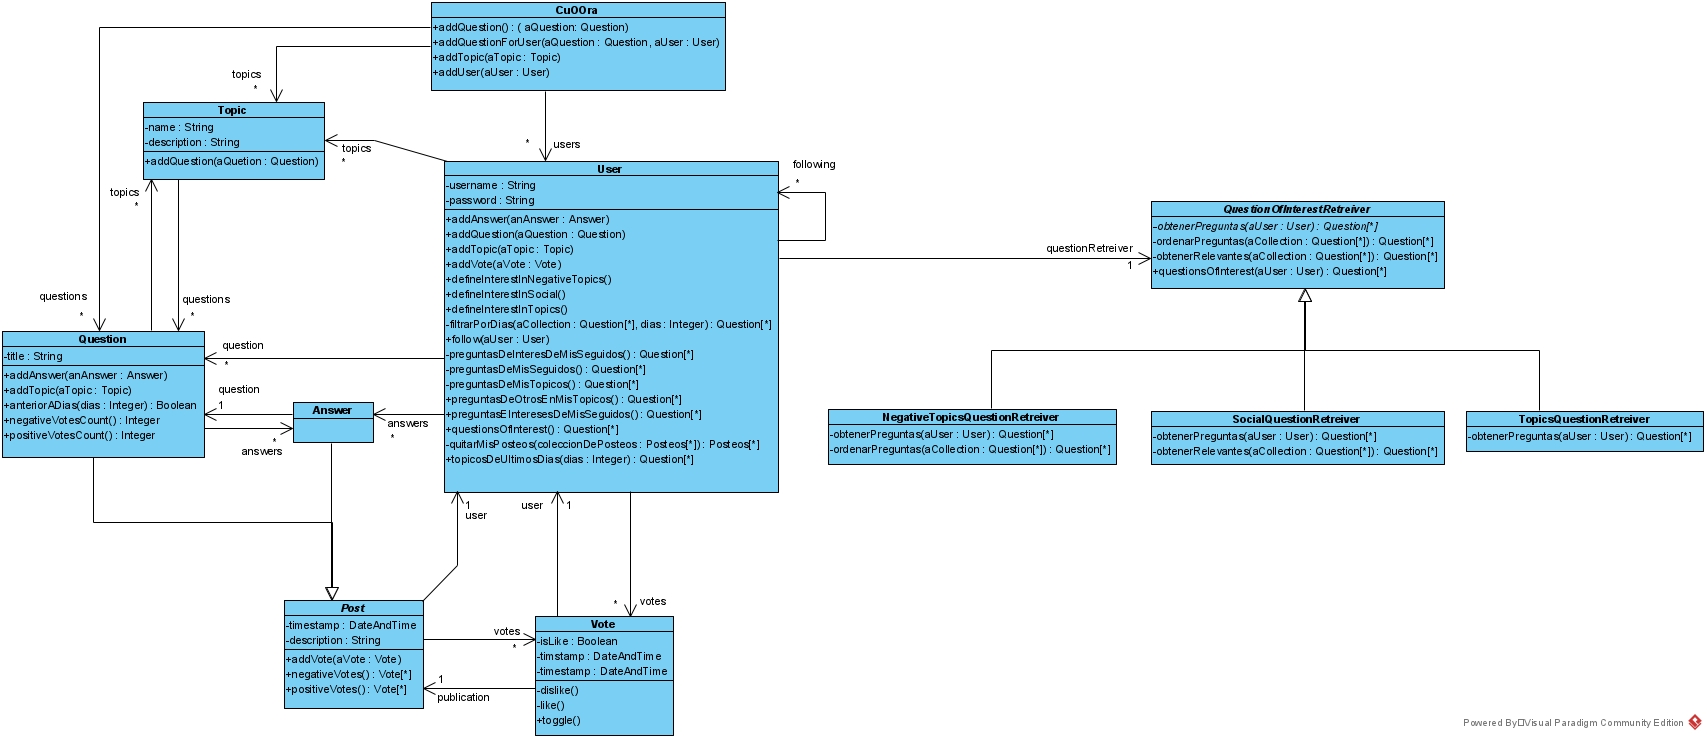 CuOOra
+addQuestion() : ( aQuestion: Question)
+addQuestionForUser(aQuestion : Question, aUser : User)
+addTopic(aTopic : Topic)
+addUser(aUser : User)
topics
*
Topic
-name : String
-description : String
+addQuestion(aQuetion : Question)
topics
*
* users
topics
*
User
-username : String
-password : String
+addAnswer(anAnswer : Answer)
+addQuestion(aQuestion : Question)
+addTopic(aTopic : Topic)
+addVote(aVote : Vote)
+defineInterestInNegativeTopics()
+defineInterestInSocial()
+defineInterestInTopics()
-filtrarPorDias(aCollection : Question[*], dias : Integer) : Question[*]
+follow(aUser : User)
-preguntasDeInteresDeMisSeguidos() : Question[*]
-preguntasDeMisSeguidos() : Question[*]
-preguntasDeMisTopicos() : Question[*]
+preguntasDeOtrosEnMisTopicos() : Question[*]
+preguntasEInteresesDeMisSeguidos() : Question[*]
+questionsOfInterest() : Question[*]
-quitarMisPosteos(coleccionDePosteos : Posteos[*]) : Posteos[*]
+topicosDeUltimosDias(dias : Integer) : Question[*]
following
*
questionRetreiver
1
QuestionOfInterestRetreiver
-obtenerPreguntas(aUser : User) : Question[*]
-ordenarPreguntas(aCollection : Question[*]) : Question[*]
-obtenerRelevantes(aCollection : Question[*]) : Question[*]
+questionsOfInterest(aUser : User) : Question[*]
questions
*
questions
*
Question
-title : String
+addAnswer(anAnswer : Answer)
+addTopic(aTopic : Topic)
+anteriorADias(dias : Integer) : Boolean
+negativeVotesCount() : Integer
+positiveVotesCount() : Integer
question
*
question
1
answers
*
Answer
answers
*
NegativeTopicsQuestionRetreiver
-obtenerPreguntas(aUser : User) : Question[*]
-ordenarPreguntas(aCollection : Question[*]) : Question[*]
SocialQuestionRetreiver
-obtenerPreguntas(aUser : User) : Question[*]
-obtenerRelevantes(aCollection : Question[*]) : Question[*]
TopicsQuestionRetreiver
-obtenerPreguntas(aUser : User) : Question[*]
1
user
user 1
* votes
Post
-timestamp : DateAndTime
-description : String
+addVote(aVote : Vote)
+negativeVotes() : Vote[*]
+positiveVotes() : Vote[*]
votes
*
1
publication
Vote
-isLike : Boolean
-timstamp : DateAndTime
-timestamp : DateAndTime
-dislike()
-like()
+toggle()
Powered By Visual Paradigm Community Edition